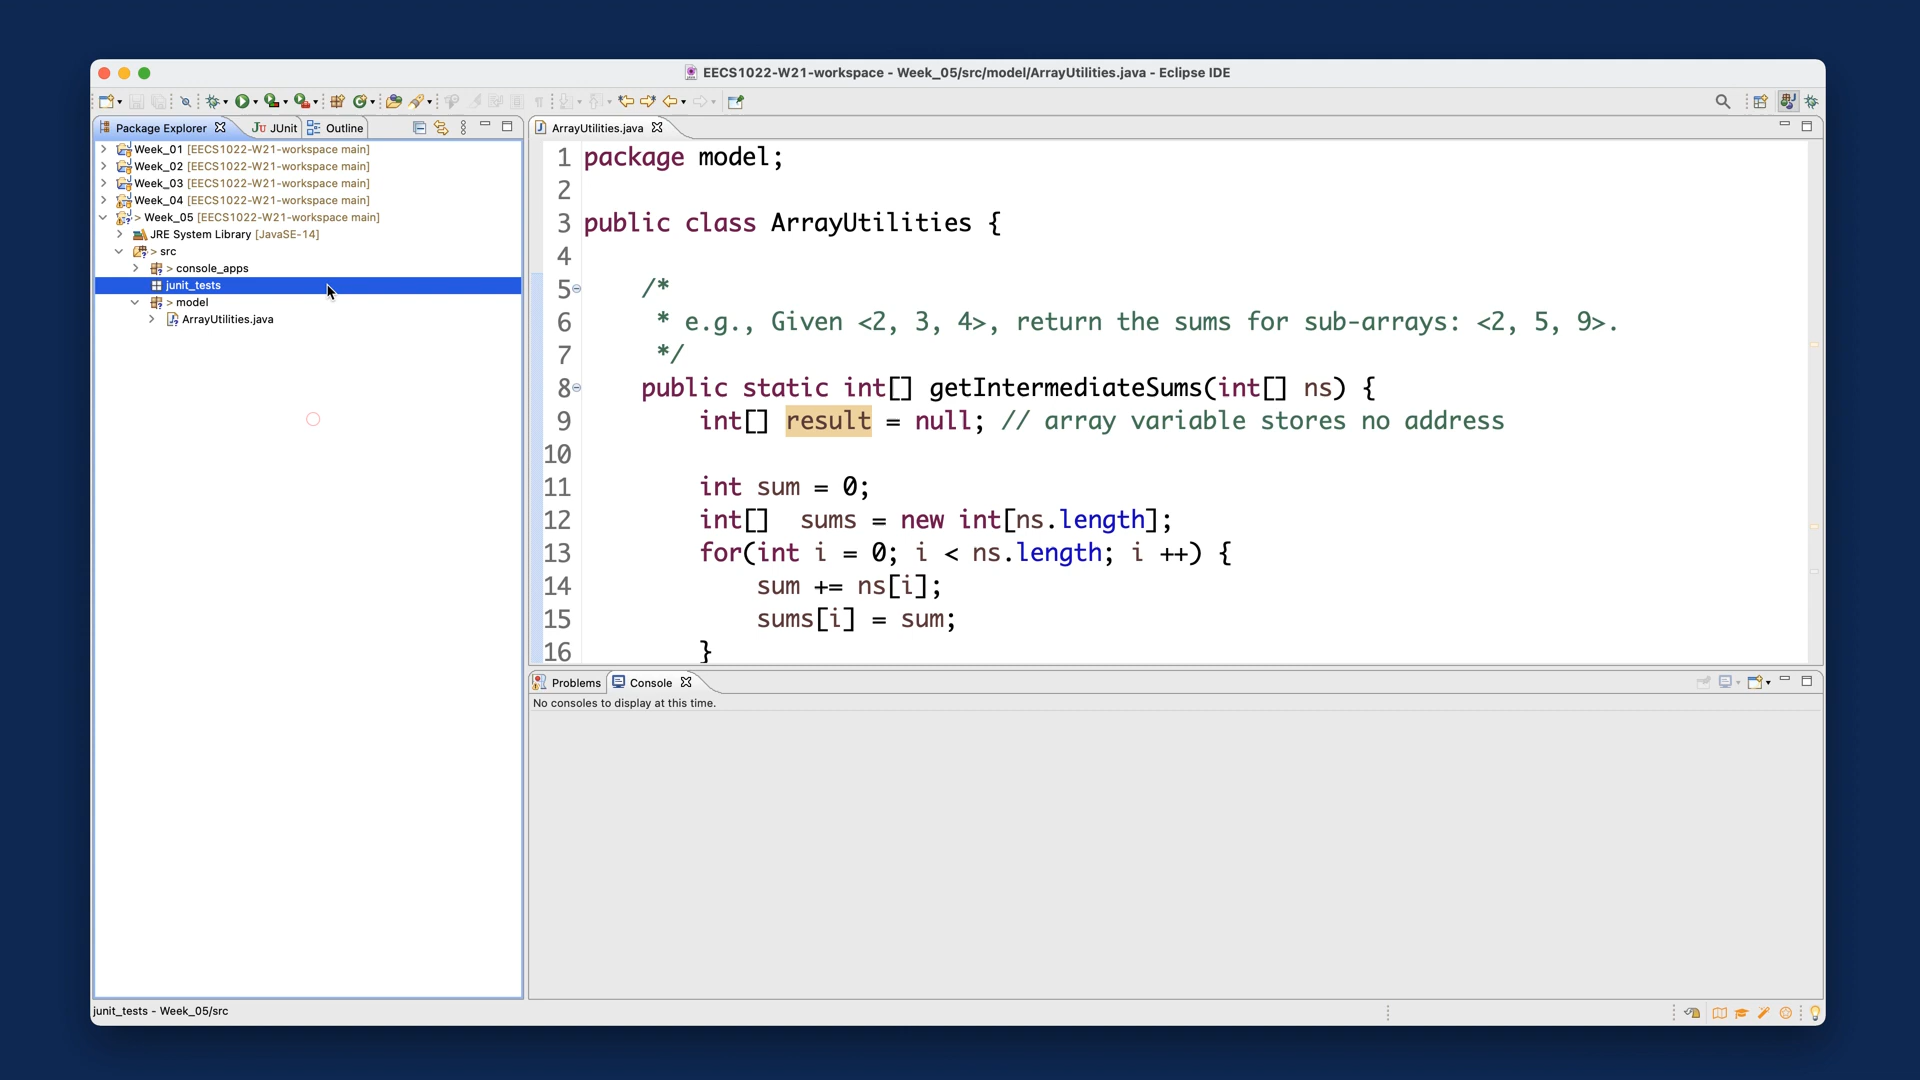 EECS1022-W21-workspace - Week_05/src/model/ArrayUtilities.java - Eclipse IDE
Package Explorer
JUnit
Outline
Week_01 [EECS1022-W21-workspace main]
Week_02 [EECS1022-W21-workspace main]
Week_03 [EECS1022-W21-workspace main]
Week_04 [EECS1022-W21-workspace main]
> Week_05 [EECS1022-W21-workspace main]
JRE System Library [JavaSE-14]
> src
> console_apps
junit_tests
> model
ArrayUtilities.java
ArrayUtilities.java
1 package model;
2
3 public class ArrayUtilities {
4
5 /*
6 * e.g., Given <2, 3, 4>, return the sums for sub-arrays: <2, 5, 9>.
7 */
8 public static int[] getIntermediateSums(int[] ns) {
9 int[] result = null; // array variable stores no address
10
11 int sum = 0;
12 int[]  sums = new int[ns.length];
13 for(int i = 0; i < ns.length; i ++) {
14 sum += ns[i];
15 sums[i] = sum;
16 }
Problems
Console
No consoles to display at this time.
junit_tests - Week_05/src